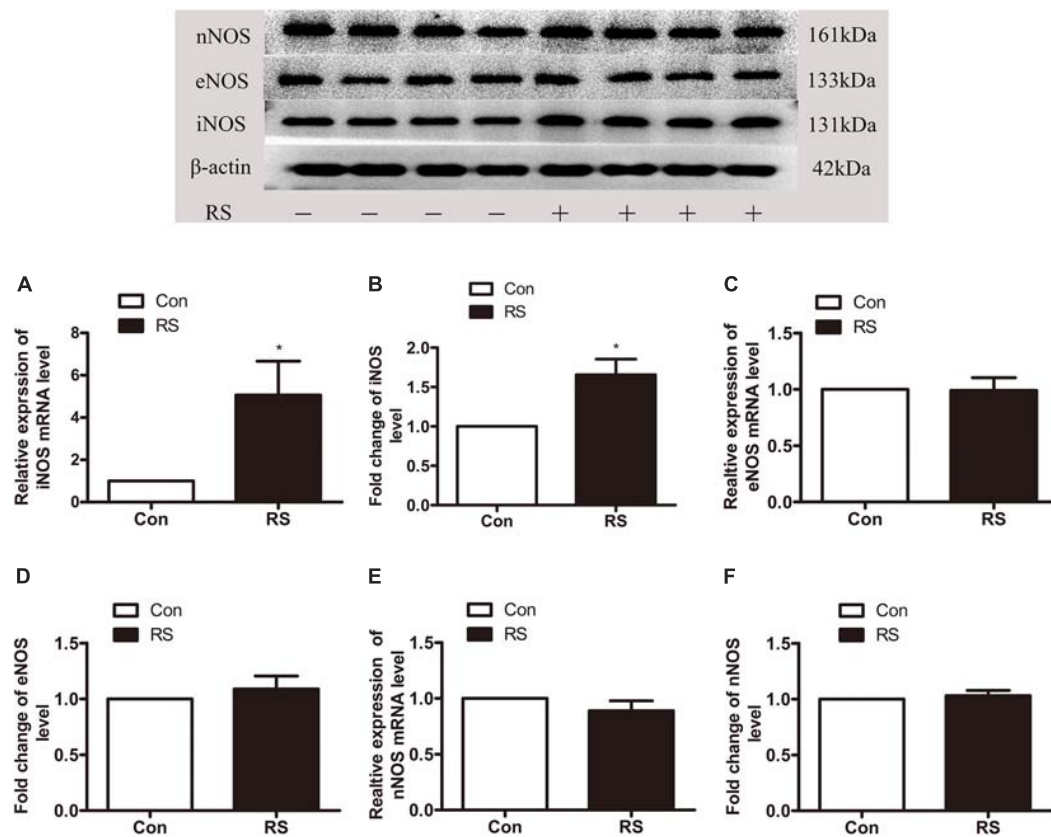 nNOS 161kDa
eNOS 133kDa
iNOS 131kDa
β-actin 42kDa
RS − − − − + + + +
A
Con
RS
Relative exprssion of
iNOS mRNA level
8
6
4
2
0
*
Con RS
B
Con
RS
Fold change of iNOS
level
2.0
1.5
1.0
0.5
0.0
*
Con RS
C
Con
RS
Realtive expression of
eNOS mRNA level
1.5
1.0
0.5
0.0
Con RS
D
Con
RS
Fold change of eNOS
level
1.5
1.0
0.5
0.0
Con RS
E
Con
RS
Realtive expression of
nNOS mRNA level
1.5
1.0
0.5
0.0
Con RS
F
Con
RS
Fold change of nNOS
level
1.5
1.0
0.5
0.0
Con RS